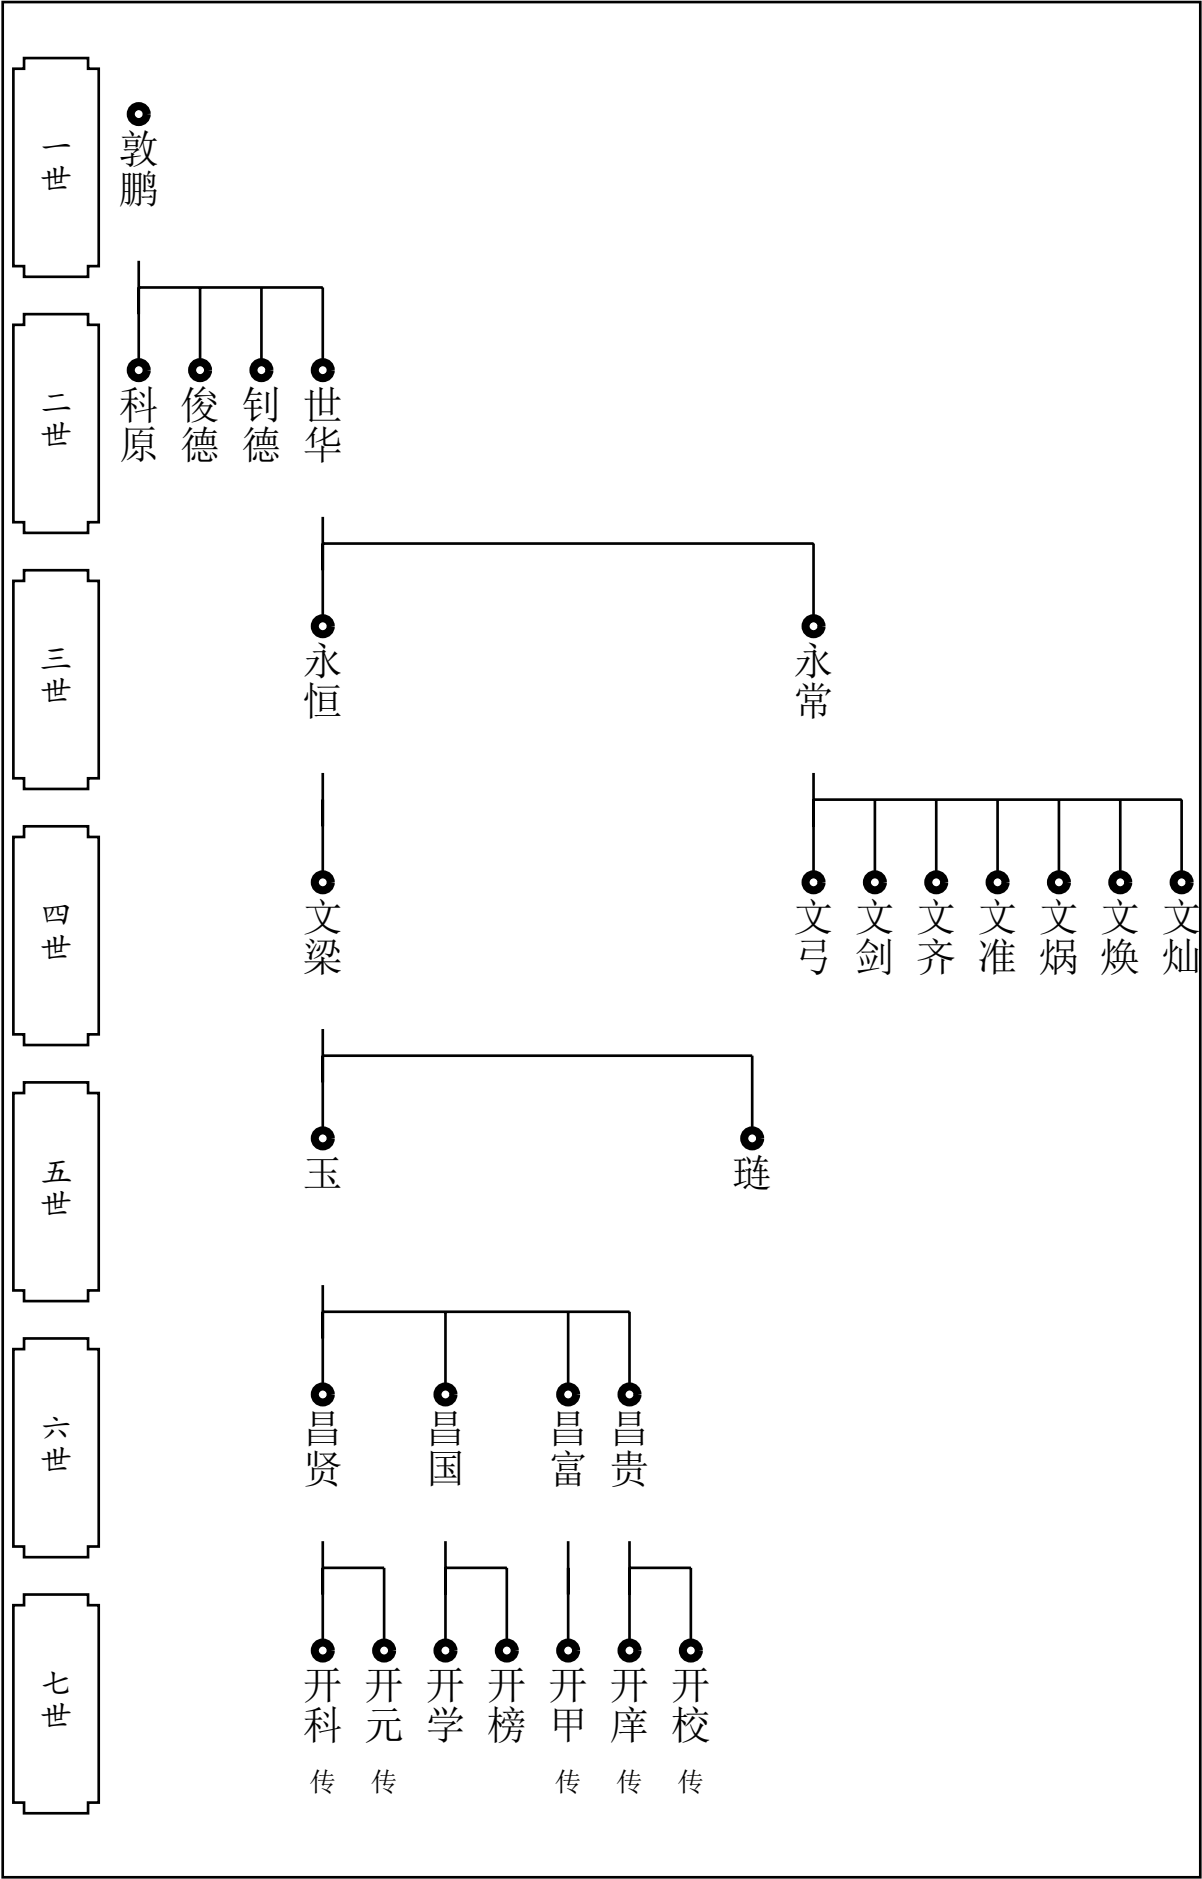 一世
敦鹏
二世
科原
俊德
钊德
世华
三世
永恒
永常
四世
文梁
文弓
文剑
文齐
文准
文焗
文焕
文灿
五世
玉
琏
六世
昌贤
昌国
昌富
昌贵
七世
开科
传
开元
传
开学
开榜
开甲
传
开庠
传
开校
传